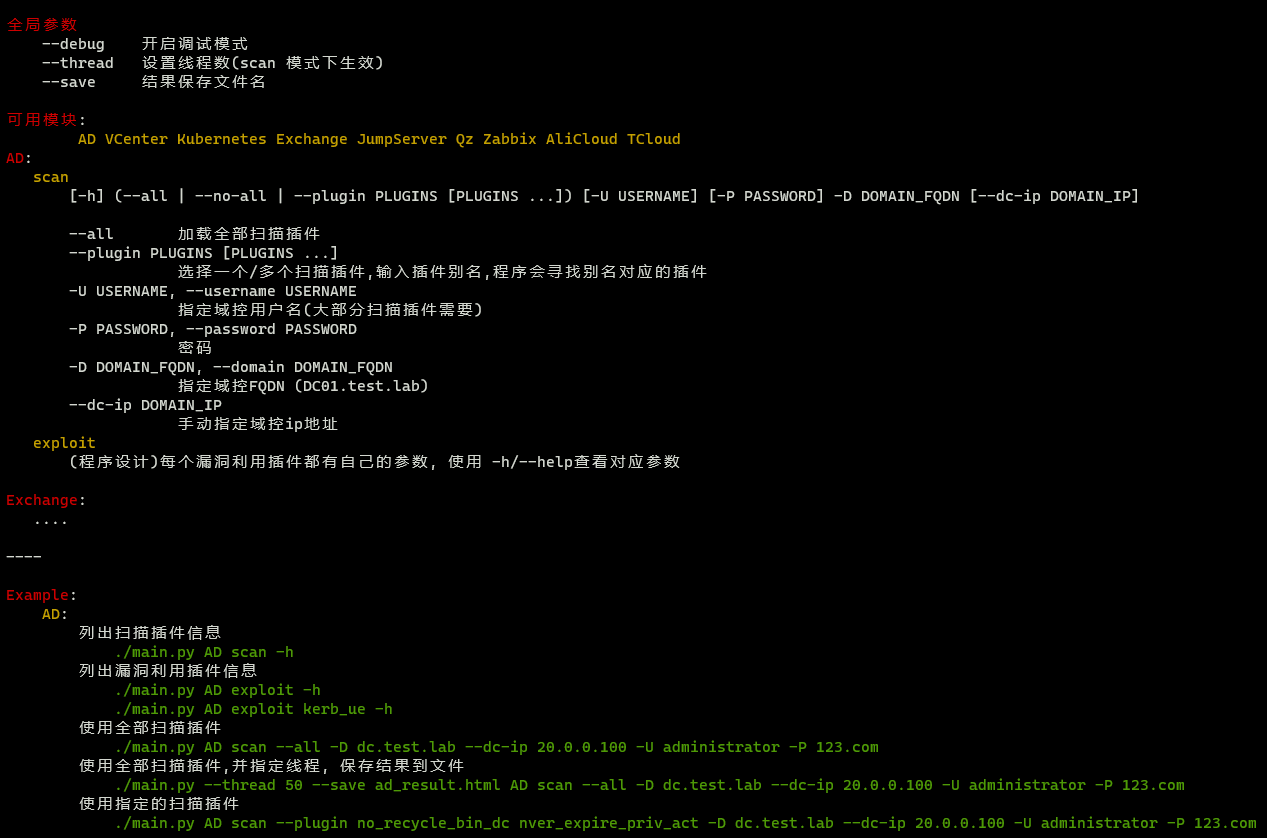 全局参数
--debug 开启调试模式
--thread 设置线程数(scan 模式下生效)
--save 结果保存文件名
可用模块:
AD VCenter Kubernetes Exchange JumpServer Qz Zabbix AliCloud TCloud
AD:
scan
[-h] (--all | --no-all | --plugin PLUGINS [PLUGINS ...]) [-U USERNAME] [-P PASSWORD] -D DOMAIN_FQDN [--dc-ip DOMAIN_IP]
--all 加载全部扫描插件
--plugin PLUGINS [PLUGINS ...]
选择一个/多个扫描插件,输入插件别名,程序会寻找别名对应的插件
-U USERNAME, --username USERNAME
指定域控用户名(大部分扫描插件需要)
-P PASSWORD, --password PASSWORD
密码
-D DOMAIN_FQDN, --domain DOMAIN_FQDN
指定域控FQDN (DC01.test.lab)
--dc-ip DOMAIN_IP
手动指定域控ip地址
exploit
(程序设计)每个漏洞利用插件都有自己的参数, 使用 -h/--help查看对应参数
Exchange:
....
----
Example:
AD:
列出扫描插件信息
./main.py AD scan -h
列出漏洞利用插件信息
./main.py AD exploit -h
./main.py AD exploit kerb_ue -h
使用全部扫描插件
./main.py AD scan --all -D dc.test.lab --dc-ip 20.0.0.100 -U administrator -P 123.com
使用全部扫描插件,并指定线程, 保存结果到文件
./main.py --thread 50 --save ad_result.html AD scan --all -D dc.test.lab --dc-ip 20.0.0.100 -U administrator -P 123.com
使用指定的扫描插件
./main.py AD scan --plugin no_recycle_bin_dc nver_expire_priv_act -D dc.test.lab --dc-ip 20.0.0.100 -U administrator -P 123.com